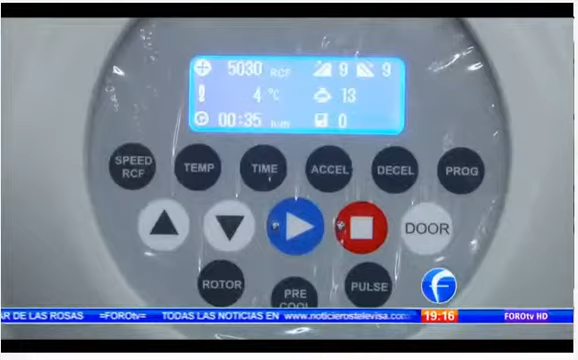 5030 RCF 9 9
4 °C 13
00:35 h:m 0
SPEED RCF TEMP TIME ACCEL DECEL PROG
DOOR
ROTOR PRE COOL PULSE
AR DE LAS ROSAS =FOROtv= TODAS LAS NOTICIAS EN www.noticierostelevisa.com 19:16 FOROtv HD